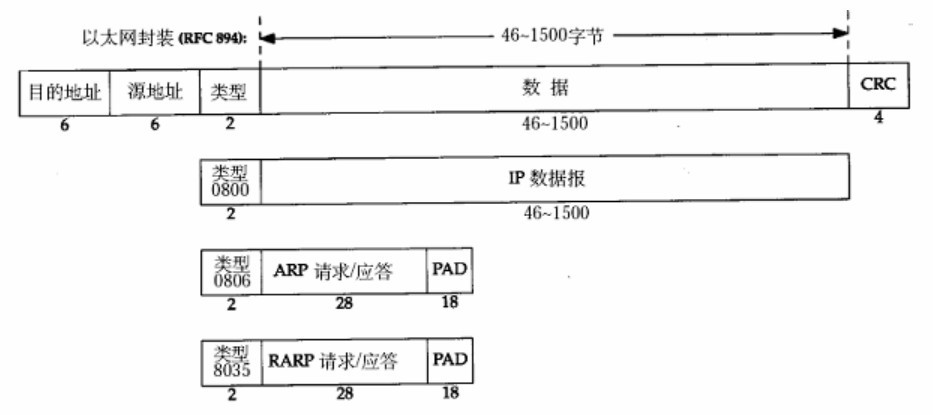 以太网封装 (RFC 894):
46~1500字节
目的地址 源地址 类型 数 据 CRC
6 6 2 46~1500 4
类型
0800
IP 数据报
2 46~1500
类型
0806
ARP 请求/应答 PAD
2 28 18
类型
8035
RARP 请求/应答 PAD
2 28 18